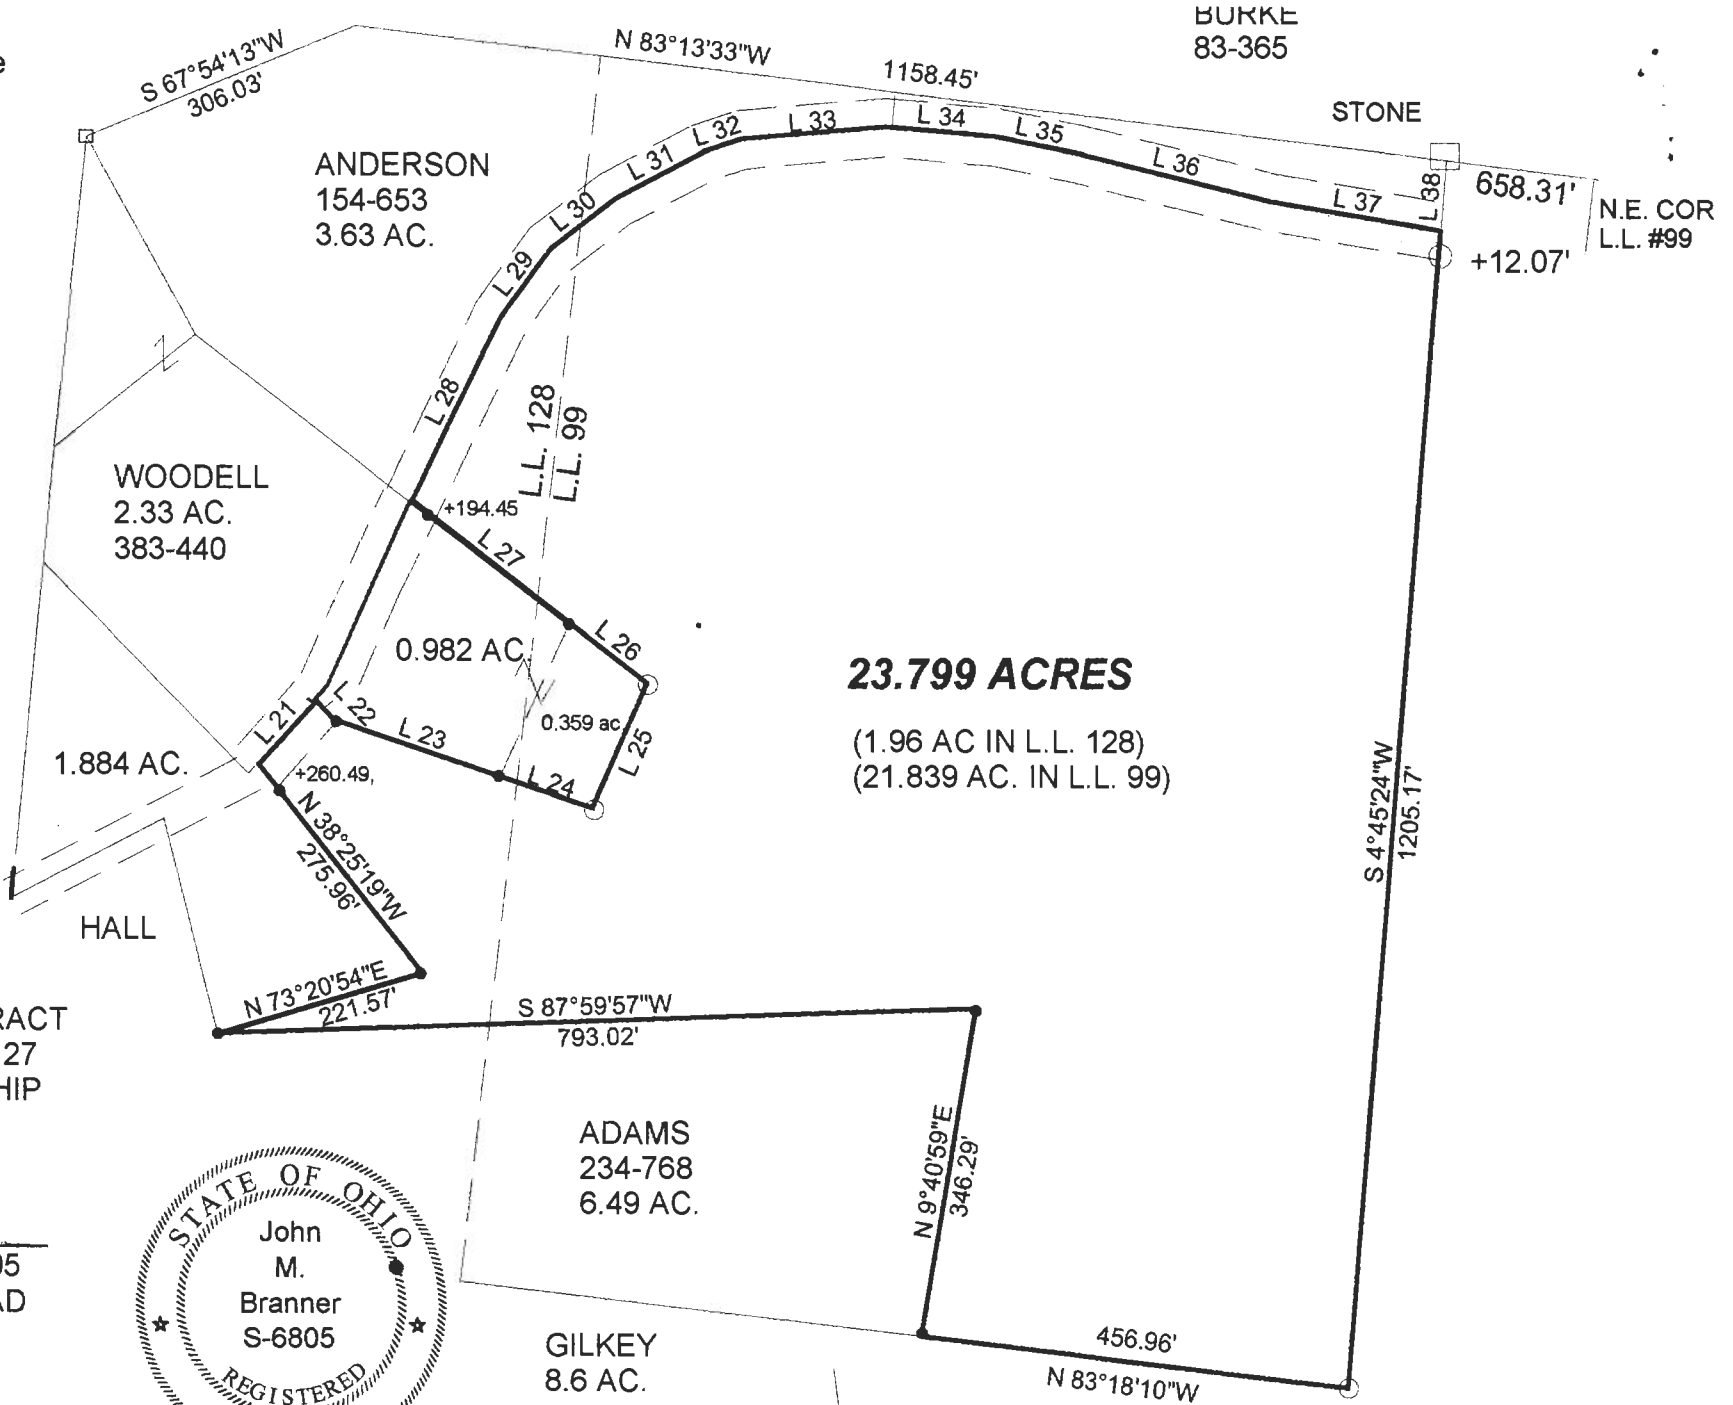 BURKE
83-365
e
S 67°54'13"W
306.03'
N 83°13'33"W
1158.45'
STONE
L 32
L 33
L 34
L 35
L 31
L 36
L 30
L 37
L 38
658.31'
N.E. COR
L.L. #99
+12.07'
ANDERSON
154-653
3.63 AC.
L 29
L 28
L.L. 128
L.L. 99
WOODELL
2.33 AC.
383-440
+194.45
L 27
L 26
0.982 AC.
0.359 ac
23.799 ACRES
(1.96 AC IN L.L. 128)
(21.839 AC. IN L.L. 99)
L 21
L 22
L 23
L 24
L 25
1.884 AC.
+260.49,
N 38°25'19"W
275.96'
S 4°45'24"W
1205.17'
HALL
N 73°20'54"E
221.57'
S 87°59'57"W
793.02'
RACT
27
HIP
ADAMS
234-768
6.49 AC.
N 9°40'59"E
346.29'
STATE OF OHIO
John
M.
Branner
S-6805
REGISTERED
05
AD
GILKEY
8.6 AC.
456.96'
N 83°18'10"W